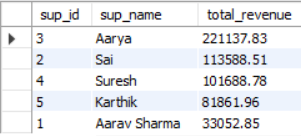 sup_id sup_name total_revenue
3 Aarya 221137.83
2 Sai 113588.51
4 Suresh 101688.78
5 Karthik 81861.96
1 Aarav Sharma 33052.85